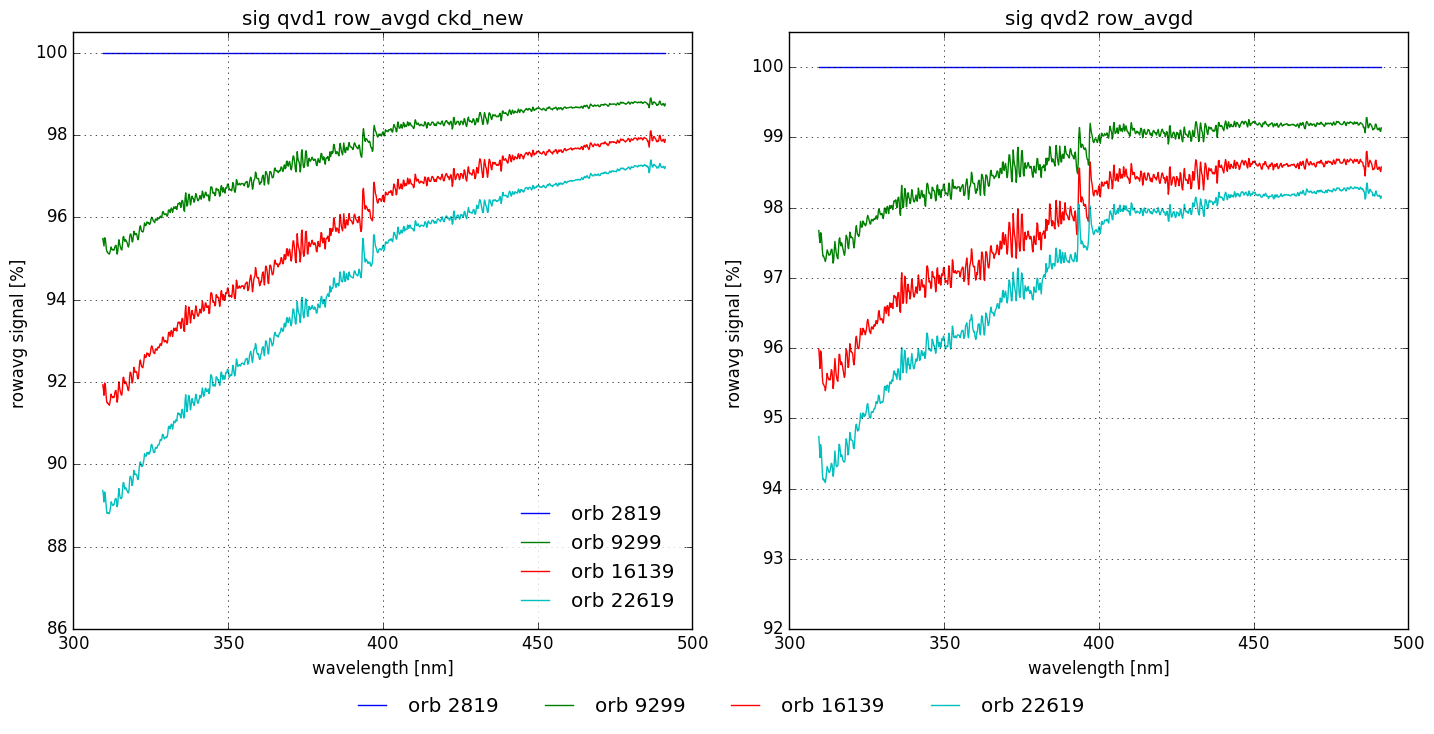 sig qvd1 row_avgd ckd_new
100
98
96
94
92
90
88
86
rowavg signal [%]
300 350 400 450 500
wavelength [nm]
orb 2819
orb 9299
orb 16139
orb 22619
sig qvd2 row_avgd
100
99
98
97
96
95
94
93
92
rowavg signal [%]
300 350 400 450 500
wavelength [nm]
orb 2819 orb 9299 orb 16139 orb 22619